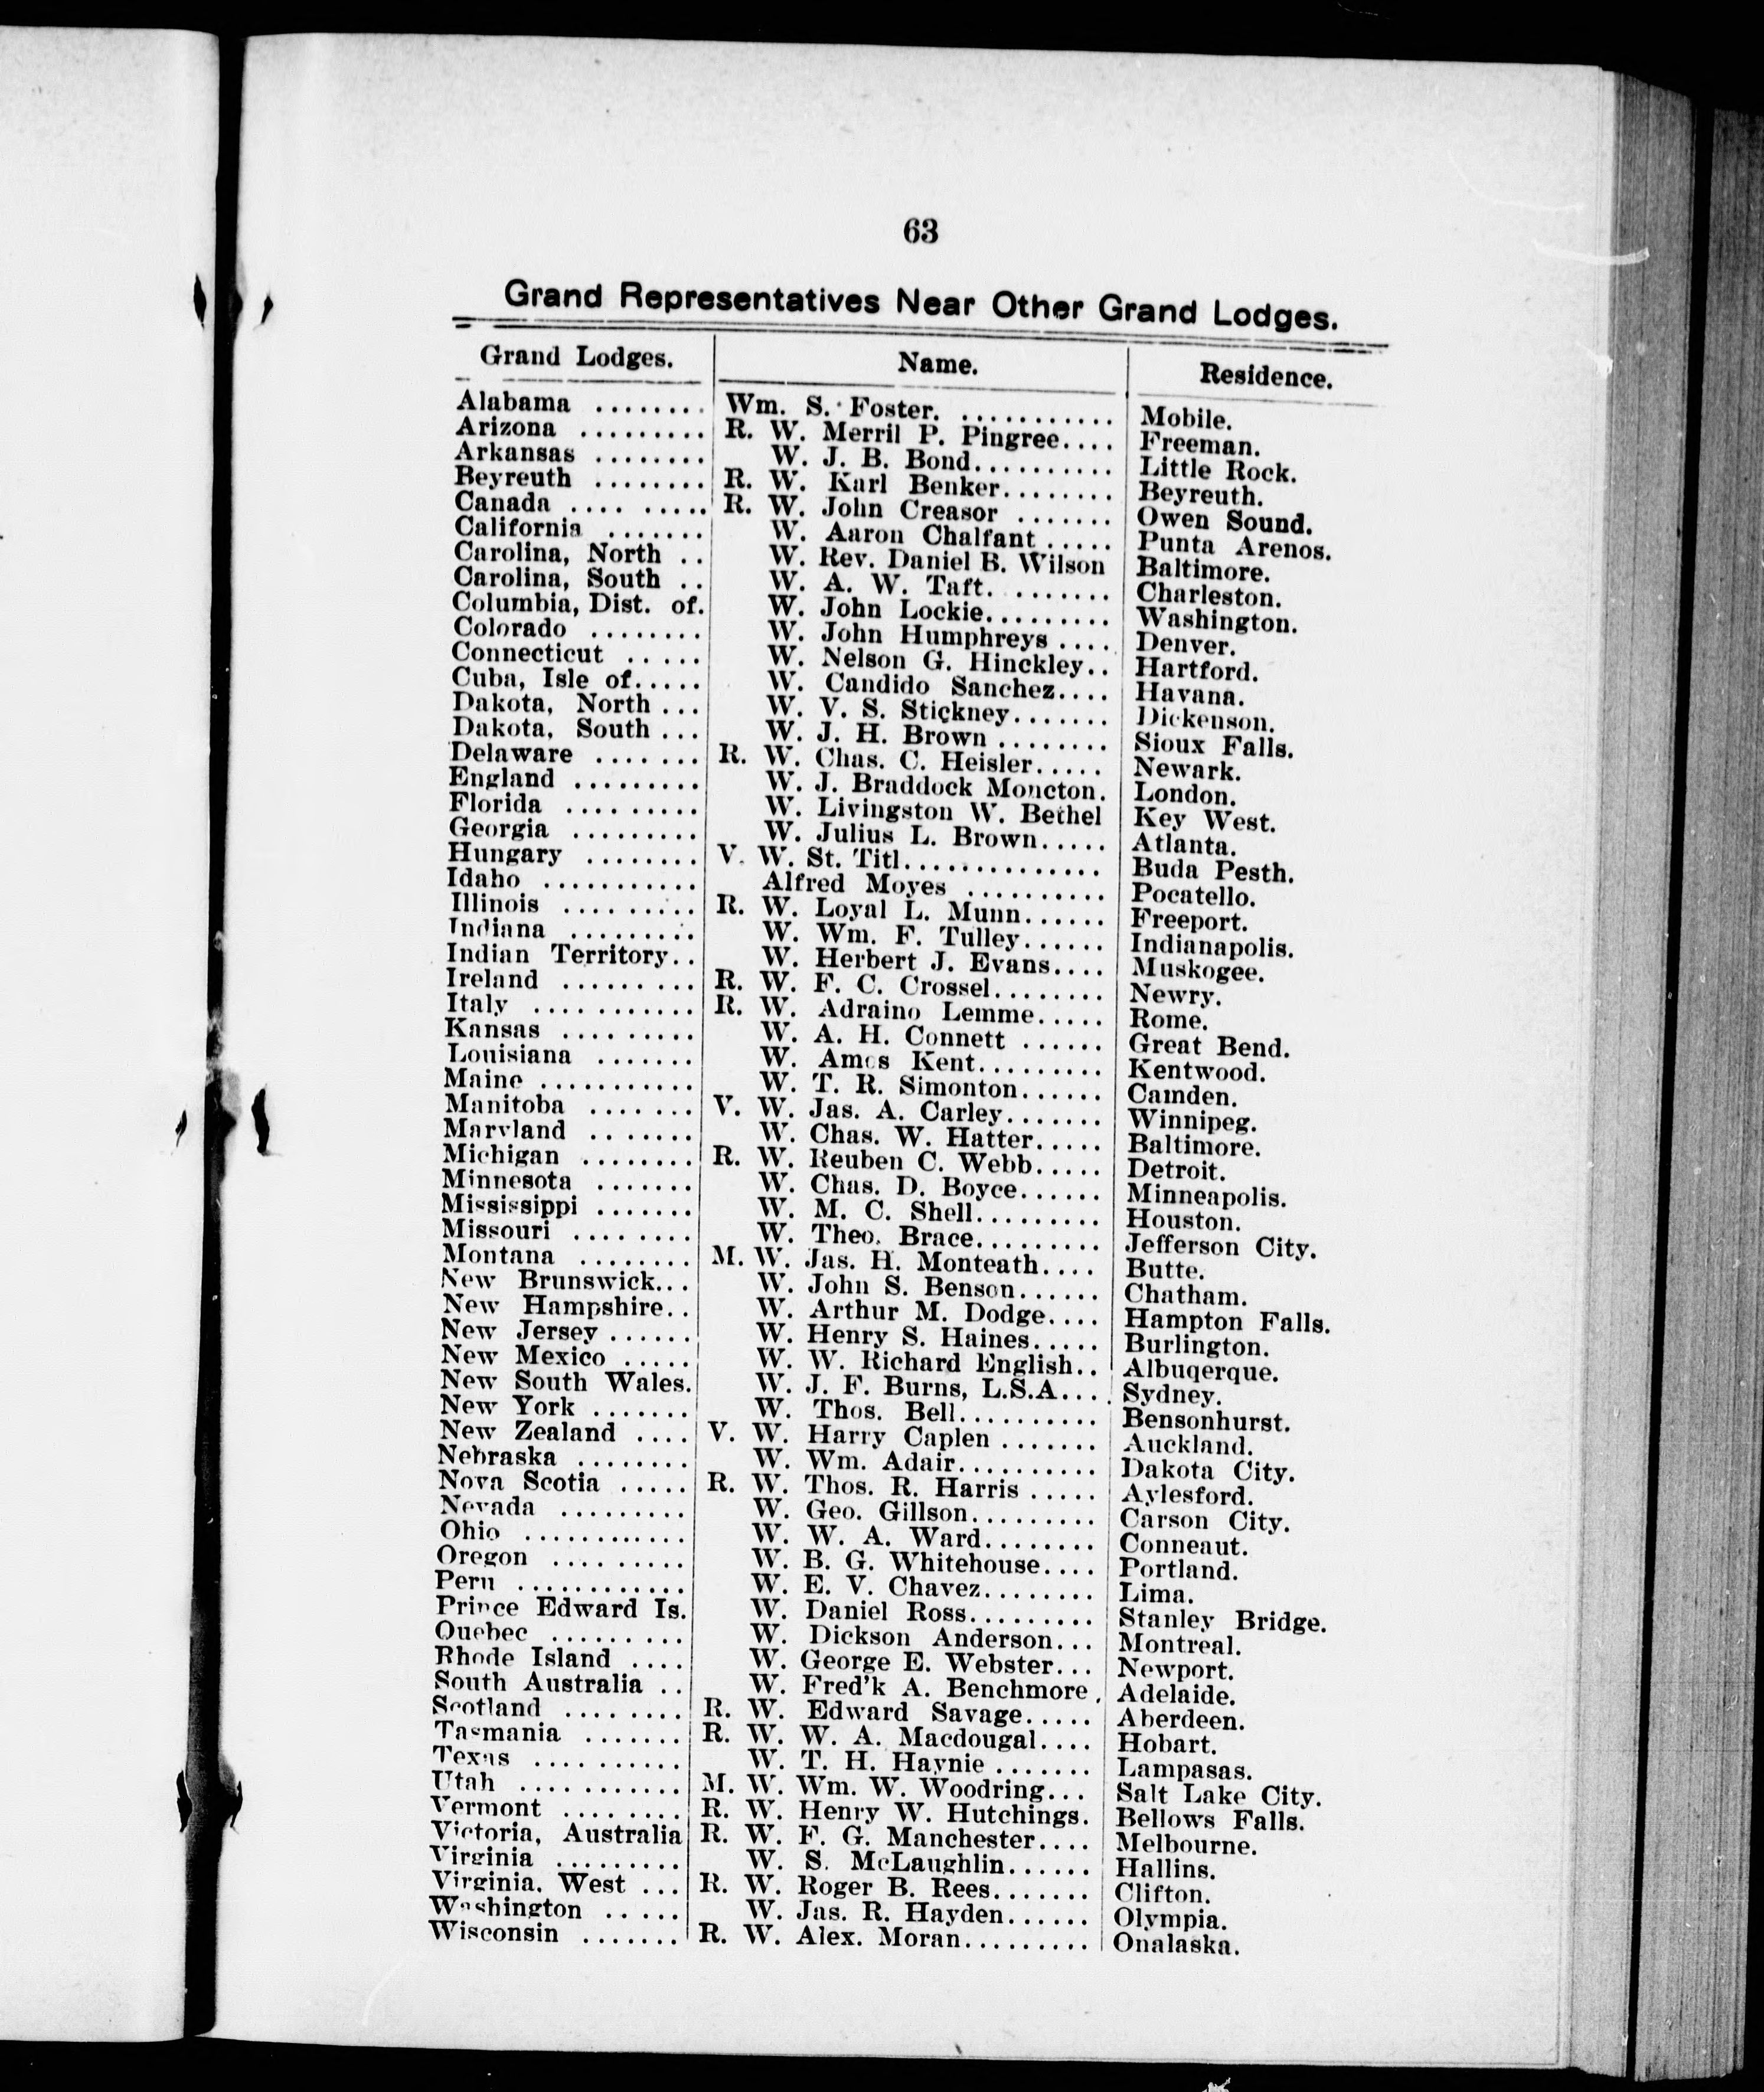 63
Grand Representatives Near Other Grand Lodges.
Grand Lodges. Name. Residence.
Alabama ........ Wm. S. Foster. ........... Mobile.
Arizona ......... R. W. Merril P. Pingree.... Freeman.
Arkansas ........ W. J. B. Bond.......... Little Rock.
Beyreuth ........ R. W. Karl Benker........ Beyreuth.
Canada .... ..... R. W. John Creasor ....... Owen Sound.
California ....... W. Aaron Chalfant ..... Punta Arenos.
Carolina, North .. W. Rev. Daniel B. Wilson Baltimore.
Carolina, South .. W. A. W. Taft. ........ Charleston.
Columbia, Dist. of. W. John Lockie......... Washington.
Colorado ........ W. John Humphreys .... Denver.
Connecticut ..... W. Nelson G. Hinckley.. Hartford.
Cuba, Isle of..... W. Candido Sanchez.... Havana.
Dakota, North ... W. V. S. Stickney....... Dickenson.
Dakota, South ... W. J. H. Brown ........ Sioux Falls.
Delaware ....... R. W. Chas. C. Heisler..... Newark.
England ......... W. J. Braddock Moncton. London.
Florida ......... W. Livingston W. Bethel Key West.
Georgia ......... W. Julius L. Brown..... Atlanta.
Hungary ........ V. W. St. Titl.............. Buda Pesth.
Idaho ........... Alfred Moyes .......... Pocatello.
Illinois ......... R. W. Loyal L. Munn...... Freeport.
Indiana ......... W. Wm. F. Tulley...... Indianapolis.
Indian Territory.. W. Herbert J. Evans.... Muskogee.
Ireland ......... R. W. F. C. Crossel........ Newry.
Italy ........... R. W. Adraino Lemme..... Rome.
Kansas ......... W. A. H. Connett ...... Great Bend.
Louisiana ....... W. Amos Kent......... Kentwood.
Maine ........... W. T. R. Simonton...... Camden.
Manitoba ....... V. W. Jas. A. Carley....... Winnipeg.
Maryland ....... W. Chas. W. Hatter..... Baltimore.
Michigan ........ R. W. Reuben C. Webb..... Detroit.
Minnesota ....... W. Chas. D. Boyce...... Minneapolis.
Mississippi ....... W. M. C. Shell......... Houston.
Missouri ........ W. Theo. Brace.......... Jefferson City.
Montana ........ M. W. Jas. H. Monteath.... Butte.
New Brunswick... W. John S. Benson...... Chatham.
New Hampshire.. W. Arthur M. Dodge.... Hampton Falls.
New Jersey ...... W. Henry S. Haines..... Burlington.
New Mexico ..... W. W. Richard English.. Albuqerque.
New South Wales. W. J. F. Burns, L.S.A.... Sydney.
New York ....... W. Thos. Bell.......... Bensonhurst.
New Zealand .... V. W. Harry Caplen ....... Auckland.
Nebraska ........ W. Wm. Adair.......... Dakota City.
Nova Scotia ..... R. W. Thos. R. Harris ..... Aylesford.
Nevada ......... W. Geo. Gillson......... Carson City.
Ohio ............ W. W. A. Ward........ Conneaut.
Oregon ......... W. B. G. Whitehouse.... Portland.
Peru ............ W. E. V. Chavez........ Lima.
Prince Edward Is. W. Daniel Ross......... Stanley Bridge.
Quebec ......... W. Dickson Anderson... Montreal.
Rhode Island .... W. George E. Webster... Newport.
South Australia .. W. Fred'k A. Benchmore. Adelaide.
Scotland ........ R. W. Edward Savage..... Aberdeen.
Tasmania ....... R. W. W. A. Macdougal.... Hobart.
Texas ........... W. T. H. Haynie ....... Lampasas.
Utah ........... M. W. Wm. W. Woodring... Salt Lake City.
Vermont ........ R. W. Henry W. Hutchings. Bellows Falls.
Victoria, Australia R. W. F. G. Manchester.... Melbourne.
Virginia ......... W. S. McLaughlin...... Hallins.
Virginia. West ... R. W. Roger B. Rees....... Clifton.
Washington ..... W. Jas. R. Hayden...... Olympia.
Wisconsin ....... R. W. Alex. Moran......... Onalaska.